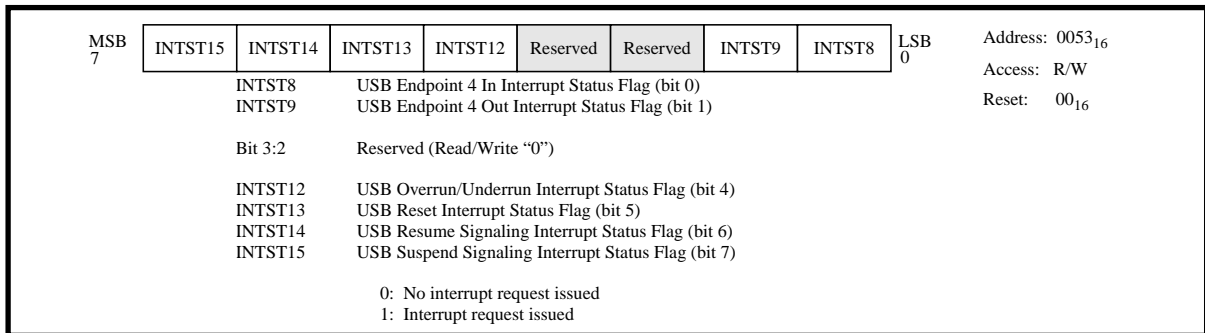 MSB
7
INTST15 INTST14 INTST13 INTST12 Reserved Reserved INTST9 INTST8
LSB
0
Address: 0053₁₆
Access: R/W
Reset: 00₁₆
INTST8 USB Endpoint 4 In Interrupt Status Flag (bit 0)
INTST9 USB Endpoint 4 Out Interrupt Status Flag (bit 1)
Bit 3:2 Reserved (Read/Write “0”)
INTST12 USB Overrun/Underrun Interrupt Status Flag (bit 4)
INTST13 USB Reset Interrupt Status Flag (bit 5)
INTST14 USB Resume Signaling Interrupt Status Flag (bit 6)
INTST15 USB Suspend Signaling Interrupt Status Flag (bit 7)
0: No interrupt request issued
1: Interrupt request issued